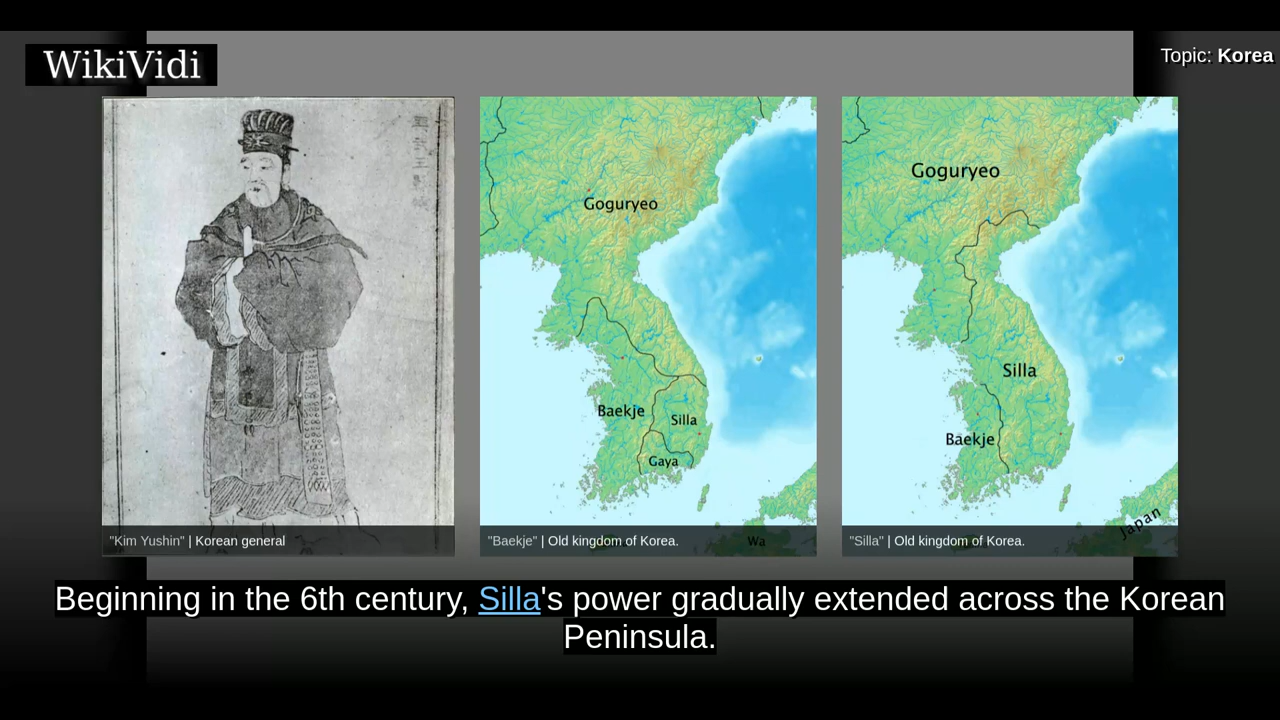 WikiVidi
Topic: Korea
Goguryeo
Baekje
Silla
Gaya
Wa
Goguryeo
Silla
Baekje
Japan
"Kim Yushin" | Korean general
"Baekje" | Old kingdom of Korea.
"Silla" | Old kingdom of Korea.
Beginning in the 6th century, Silla's power gradually extended across the Korean
Peninsula.